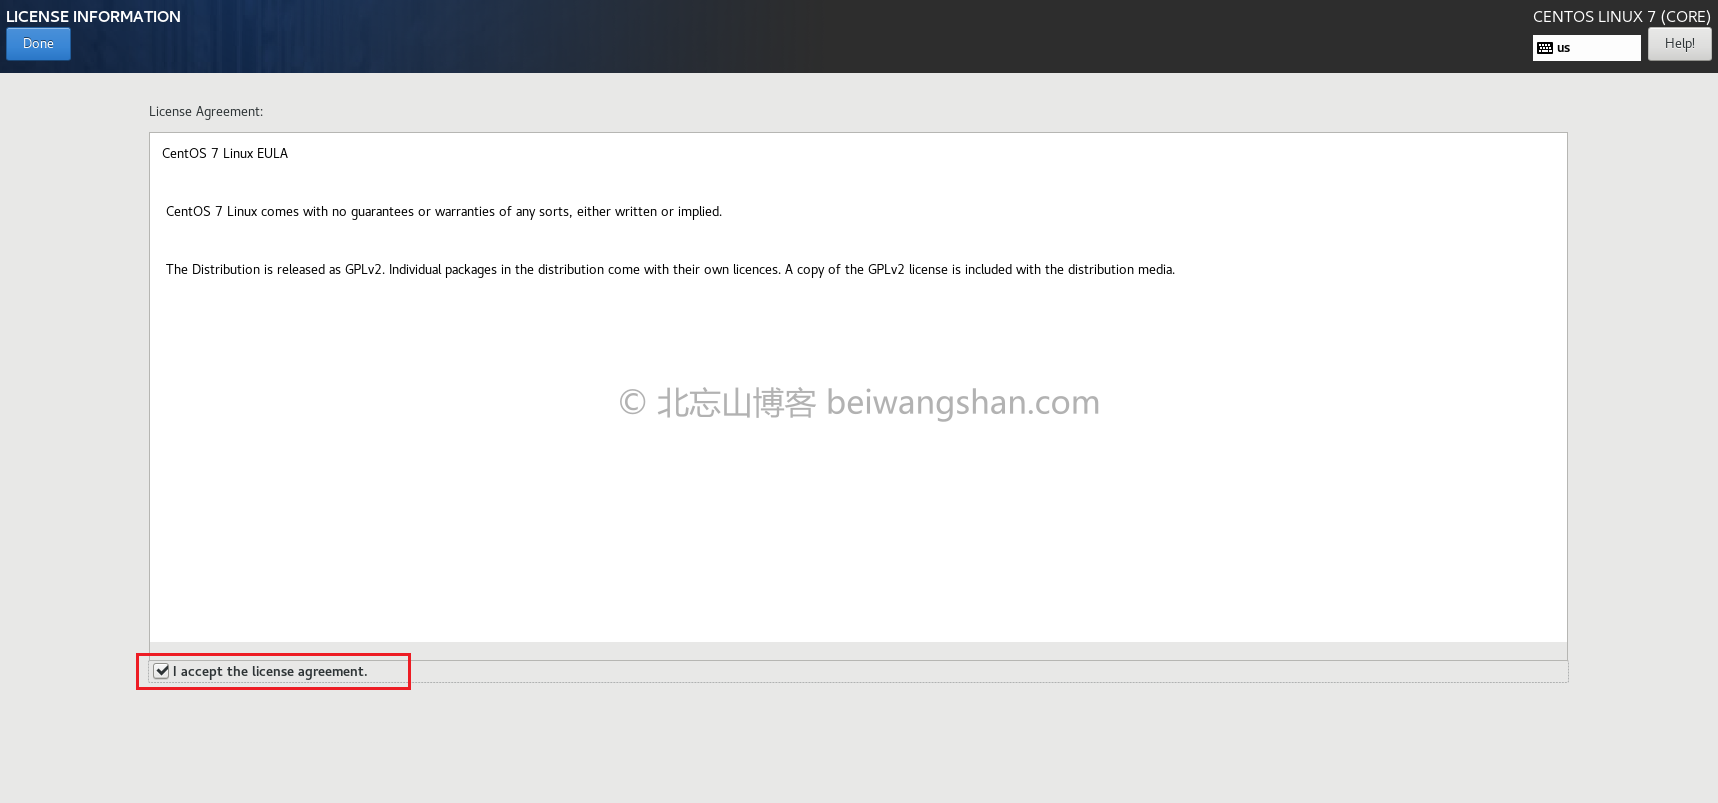 LICENSE INFORMATION
CENTOS LINUX 7 (CORE)
Done
us
Help!
License Agreement:
CentOS 7 Linux EULA
CentOS 7 Linux comes with no guarantees or warranties of any sorts, either written or implied.
The Distribution is released as GPLv2. Individual packages in the distribution come with their own licences. A copy of the GPLv2 license is included with the distribution media.
© 北忘山博客 beiwangshan.com
I accept the license agreement.